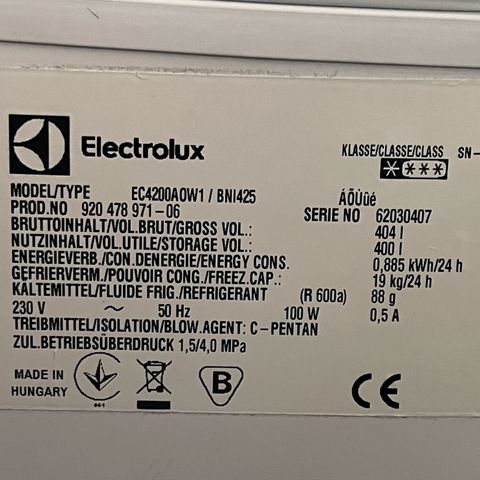 Electrolux
KLASSE/CLASSE/CLASS SN-
MODEL/TYPE EC4200AOW1 / BNI425 ÁÕÙûé
PROD.NO 920 478 971-06 SERIE NO 62030407
BRUTTOINHALT/VOL.BRUT/GROSS VOL.: 404 l
NUTZINHALT/VOL.UTILE/STORAGE VOL.: 400 l
ENERGIEVERB./CON.DENERGIE/ENERGY CONS. 0,885 kWh/24 h
GEFRIERVERM./POUVOIR CONG./FREEZ.CAP.: 19 kg/24 h
KÄLTEMITTEL/FLUIDE FRIG./REFRIGERANT (R 600a) 88 g
230 V ~ 50 Hz 100 W 0,5 A
TREIBMITTEL/ISOLATION/BLOW.AGENT: C-PENTAN
ZUL.BETRIEBSÜBERDRUCK 1,5/4,0 MPa
MADE IN
HUNGARY
B
CE